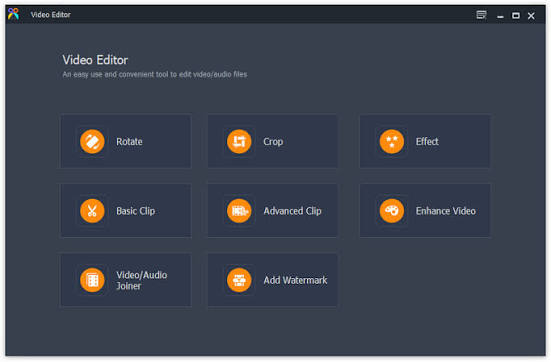 Video Editor
Video Editor
An easy use and convenient tool to edit video/audio files
Rotate
Crop
Effect
Basic Clip
Advanced Clip
Enhance Video
Video/Audio
Joiner
Add Watermark